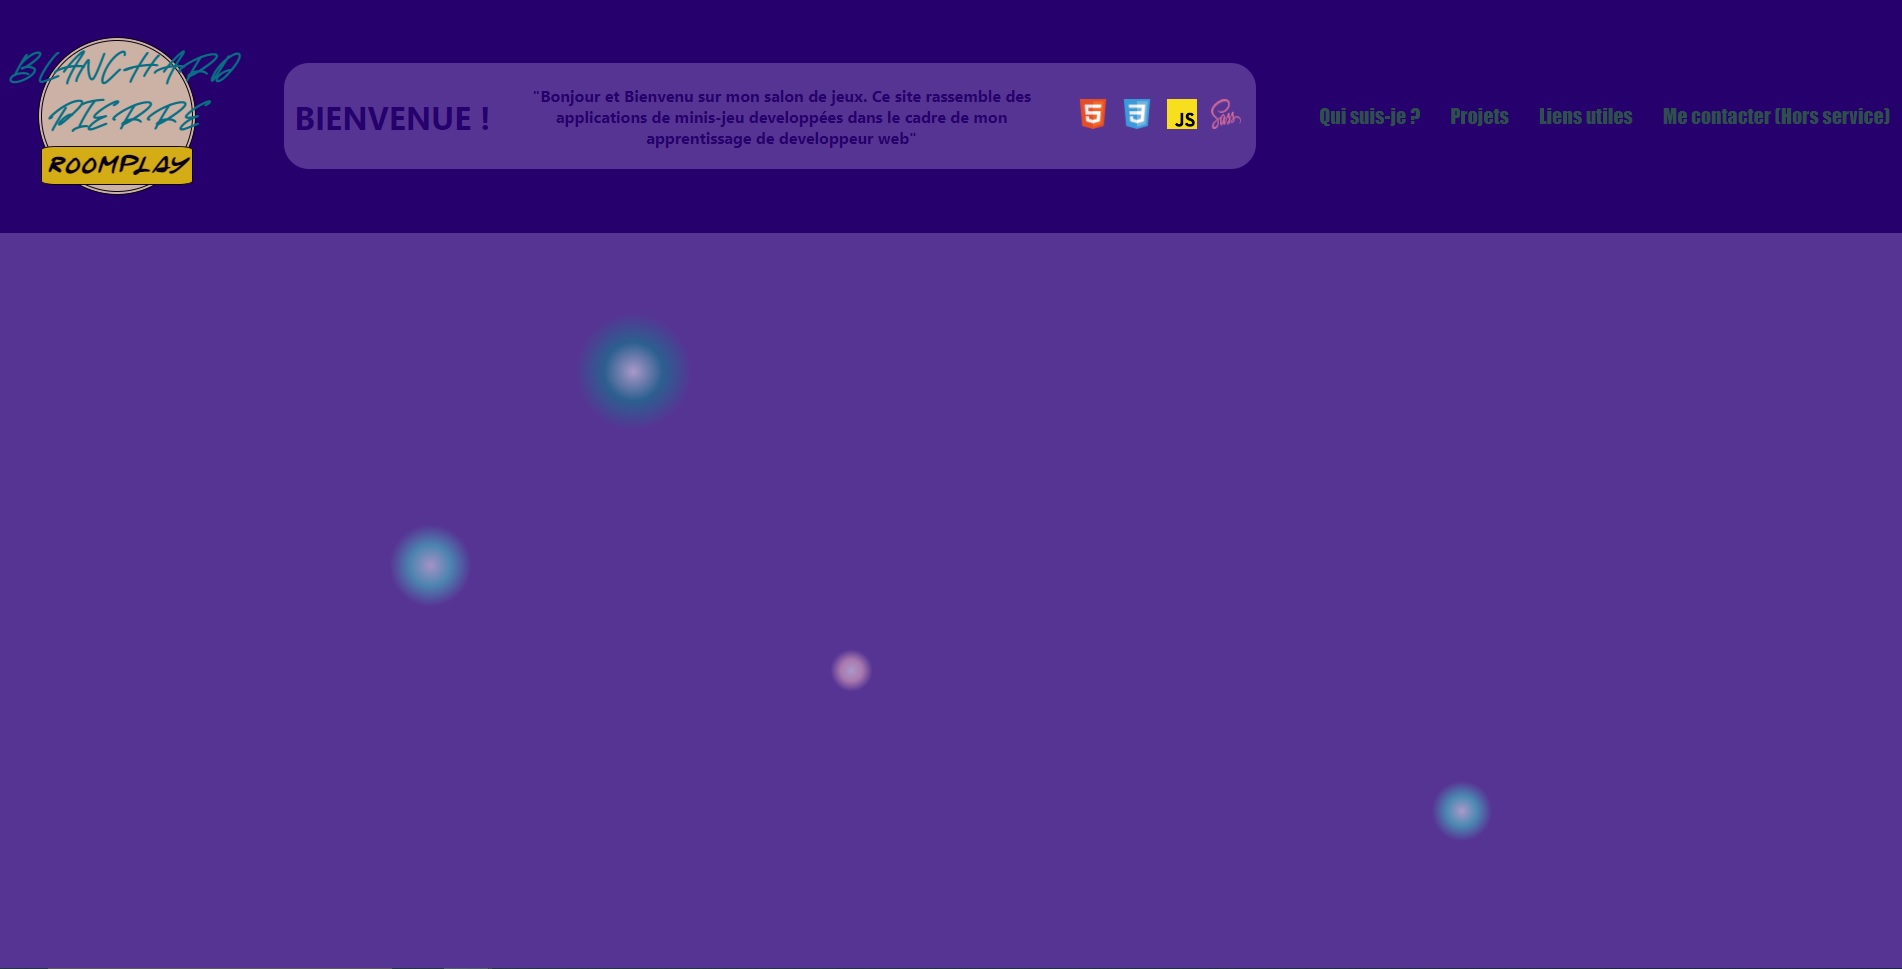 BLANCHARD
PIERRE
ROOMPLAY
BIENVENUE !
"Bonjour et Bienvenu sur mon salon de jeux. Ce site rassemble des
applications de minis-jeu developpées dans le cadre de mon
apprentissage de developpeur web"
5
3
JS
Sass
Qui suis-je ?
Projets
Liens utiles
Me contacter (Hors service)